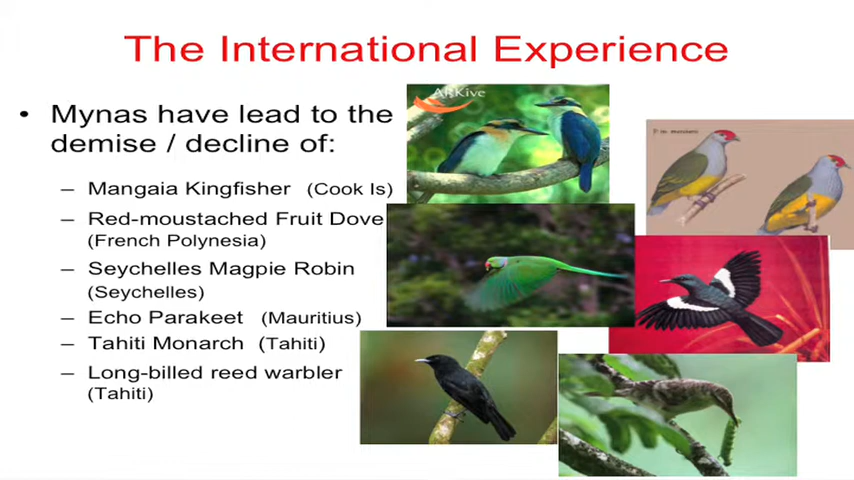 The International Experience
• Mynas have lead to the
demise / decline of:
– Mangaia Kingfisher (Cook Is)
– Red-moustached Fruit Dove
(French Polynesia)
– Seychelles Magpie Robin
(Seychelles)
– Echo Parakeet (Mauritius)
– Tahiti Monarch (Tahiti)
– Long-billed reed warbler
(Tahiti)
ARKive